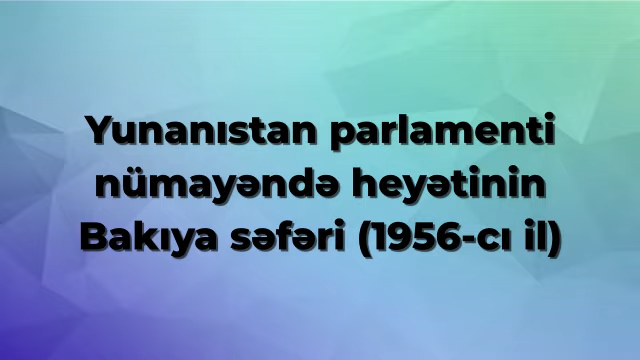 Yunanıstan parlamenti
nümayəndə heyətinin
Bakıya səfəri (1956-cı il)